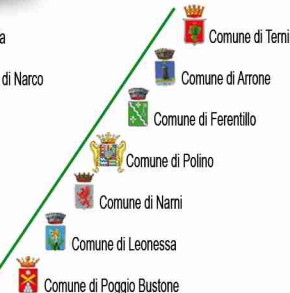 Comune di Terni
a
Comune di Arrone
di Narco
Comune di Ferentillo
Comune di Polino
Comune di Narni
Comune di Leonessa
Comune di Poggio Bustone